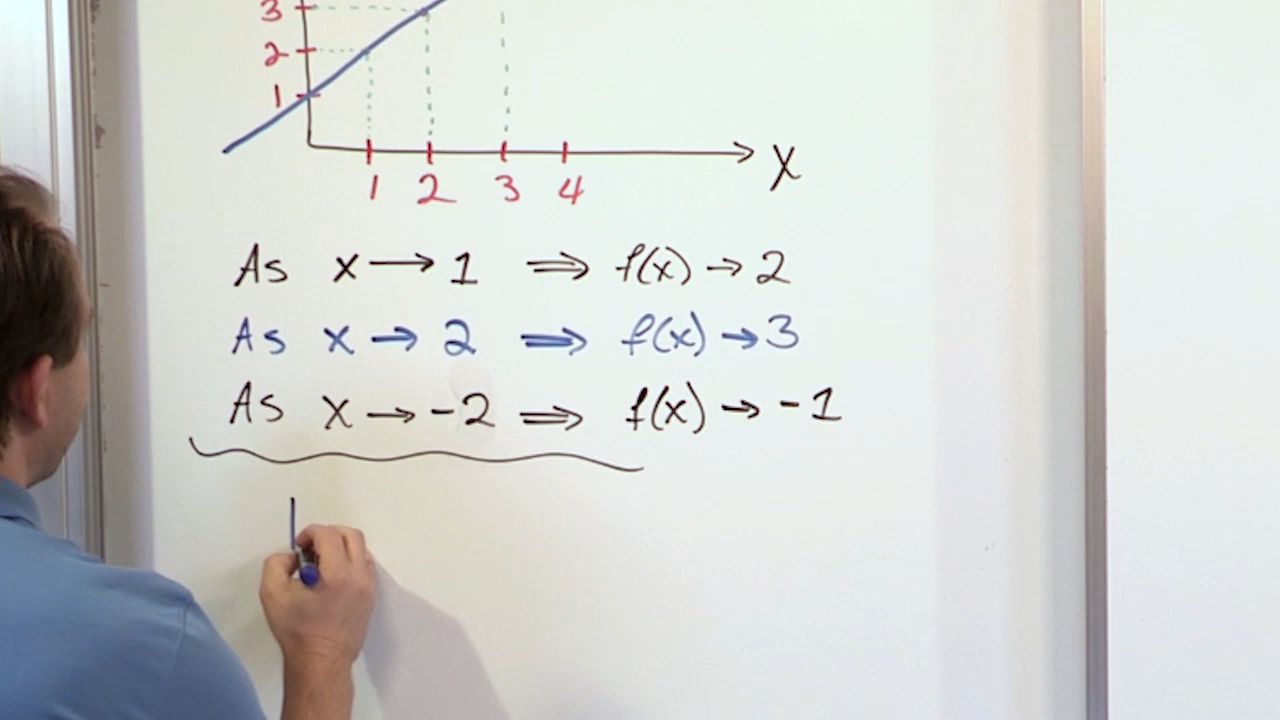 3
2
1
X
1 2 3 4
As x → 1 ⟹ f(x) → 2
As x → 2 ⟹ f(x) → 3
As x → -2 ⟹ f(x) → -1